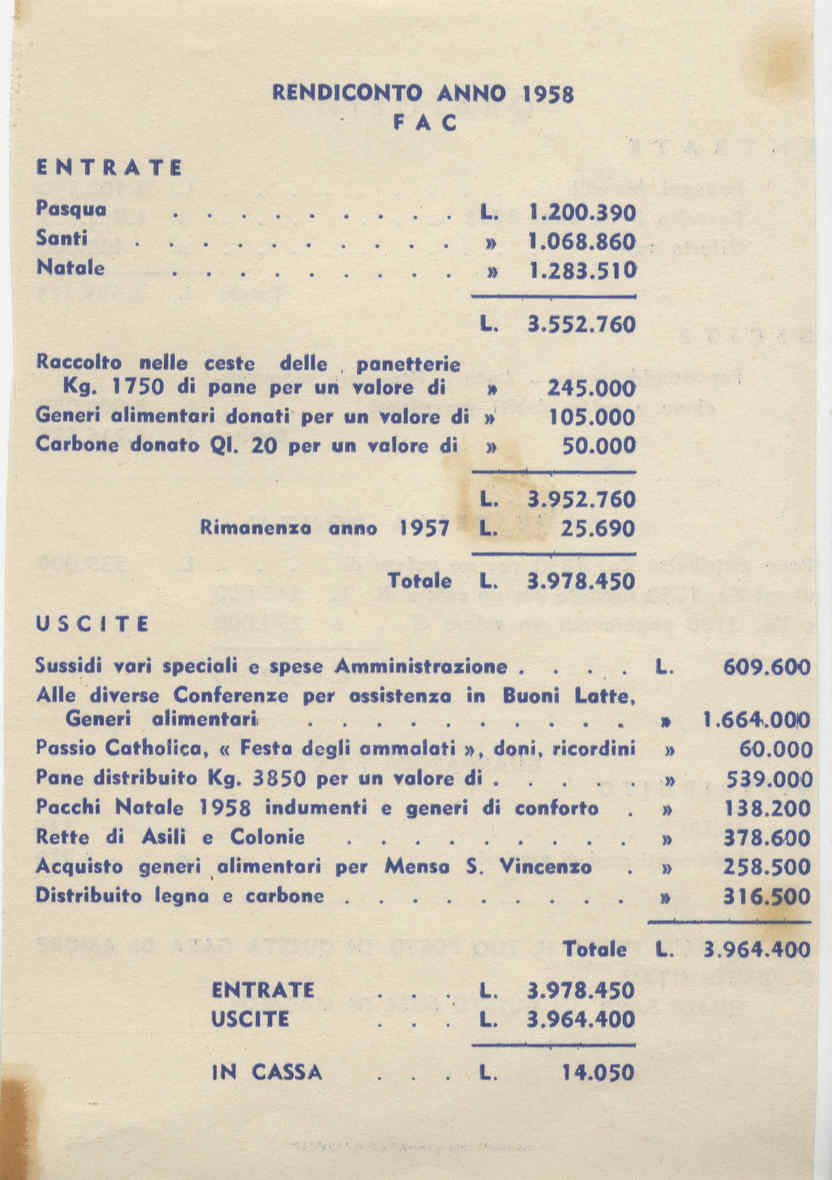 RENDICONTO ANNO 1958
F A C
ENTRATE
Pasqua . . . . . . . . . L. 1.200.390
Santi . . . . . . . . . . » 1.068.860
Natale . . . . . . . . . » 1.283.510
L. 3.552.760
Raccolto nelle ceste delle panetterie
Kg. 1750 di pane per un valore di » 245.000
Generi alimentari donati per un valore di » 105.000
Carbone donato Ql. 20 per un valore di » 50.000
L. 3.952.760
Rimanenza anno 1957 L. 25.690
Totale L. 3.978.450
USCITE
Sussidi vari speciali e spese Amministrazione . . . . L. 609.600
Alle diverse Conferenze per assistenza in Buoni Latte,
Generi alimentari . . . . . . . . . . » 1.664.000
Passio Catholica, « Festa degli ammalati », doni, ricordini » 60.000
Pane distribuito Kg. 3850 per un valore di . . . . . » 539.000
Pacchi Natale 1958 indumenti e generi di conforto . » 138.200
Rette di Asili e Colonie . . . . . . . . . » 378.600
Acquisto generi alimentari per Mensa S. Vincenzo . » 258.500
Distribuito legna e carbone . . . . . . . . . » 316.500
Totale L. 3.964.400
ENTRATE . . . L. 3.978.450
USCITE . . . L. 3.964.400
IN CASSA . . . L. 14.050